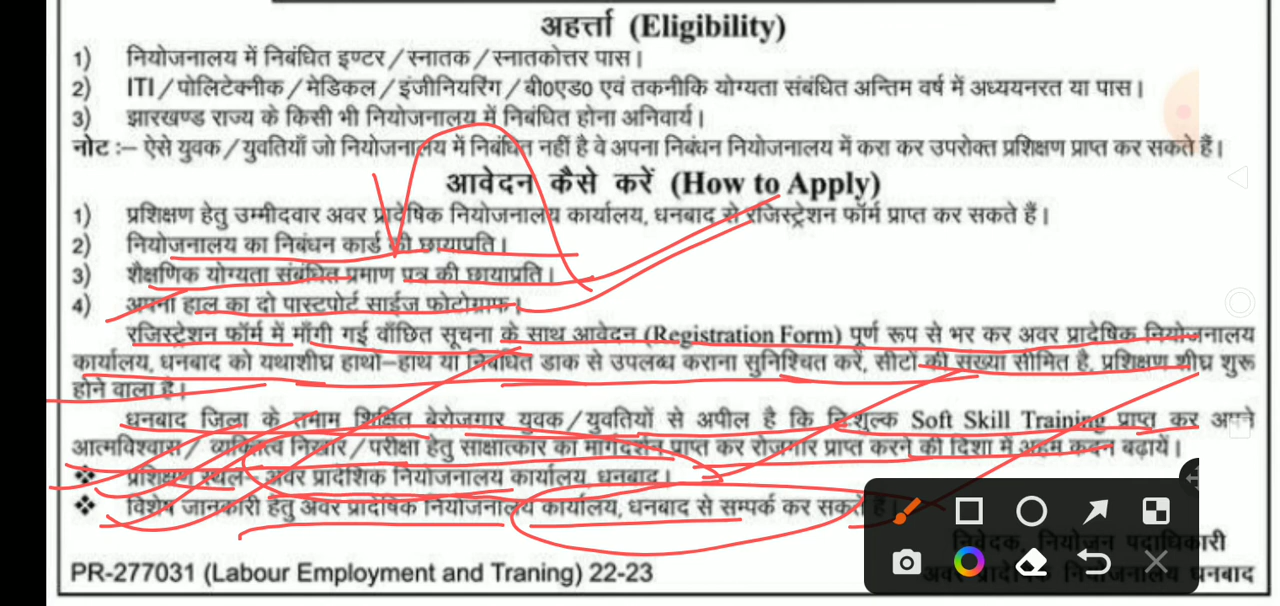 अहर्त्ता (Eligibility)
1) नियोजनालय में निबंधित इण्टर/स्नातक/स्नातकोत्तर पास।
2) ITI/पोलिटेक्नीक/मेडिकल/इंजीनियरिंग/बी0एड0 एवं तकनीकि योग्यता संबंधित अन्तिम वर्ष में अध्ययनरत या पास।
3) झारखण्ड राज्य के किसी भी नियोजनालय में निबंधित होना अनिवार्य।
नोट :– ऐसे युवक/युवतियाँ जो नियोजनालय में निबंधित नहीं है वे अपना निबंधन नियोजनालय में करा कर उपरोक्त प्रशिक्षण प्राप्त कर सकते हैं।
आवेदन कैसे करें (How to Apply)
1) प्रशिक्षण हेतु उम्मीदवार अवर प्रादेषिक नियोजनालय कार्यालय, धनबाद से रजिस्ट्रेशन फॉर्म प्राप्त कर सकते हैं।
2) नियोजनालय का निबंधन कार्ड की छायाप्रति।
3) शैक्षणिक योग्यता संबंधित प्रमाण पत्र की छायाप्रति।
4) अपना हाल का दो पास्टपोर्ट साईज फोटोग्राफ।
रजिस्ट्रेशन फॉर्म में माँगी गई वाँछित सूचना के साथ आवेदन (Registration Form) पूर्ण रूप से भर कर अवर प्रादेषिक नियोजनालय
कार्यालय, धनबाद को यथाशीघ्र हाथो–हाथ या निबंधित डाक से उपलब्ध कराना सुनिश्चित करें, सीटों की संख्या सीमित है, प्रशिक्षण शीघ्र शुरू
होने वाला है।
धनबाद जिला के तमाम शिक्षित बेरोजगार युवक/युवतियों से अपील है कि निःशुल्क Soft Skill Training प्राप्त कर अपने
आत्मविश्वास/ व्यक्तित्व निखार/परीक्षा हेतु साक्षात्कार का मार्गदर्शन प्राप्त कर रोजगार प्राप्त करने की दिशा में अहम कदम बढ़ायें।
❖ प्रशिक्षण स्थल– अवर प्रादेशिक नियोजनालय कार्यालय, धनबाद।
❖ विशेष जानकारी हेतु अवर प्रादेषिक नियोजनालय कार्यालय, धनबाद से सम्पर्क कर सकते हैं।
निवेदक, नियोजन पदाधिकारी
अवर प्रादेषिक नियोजनालय धनबाद
PR-277031 (Labour Employment and Traning) 22-23